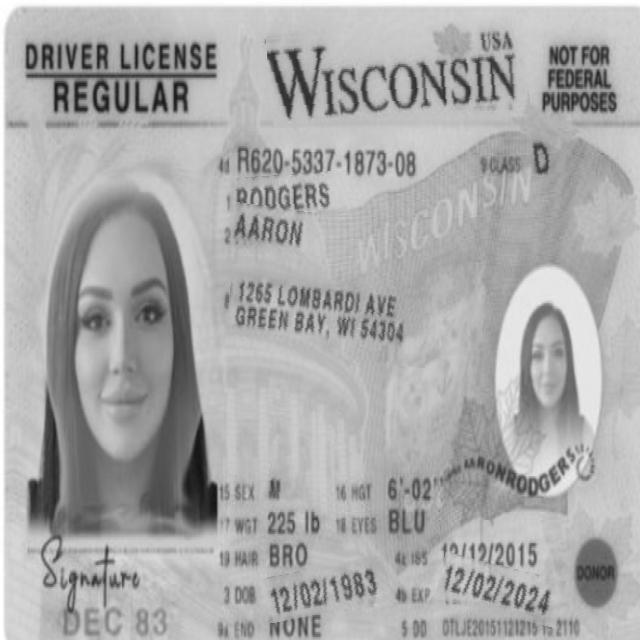 DRIVER LICENSE
REGULAR
WISCONSIN USA
NOT FOR
FEDERAL
PURPOSES
4d R620-5337-1873-08
9 CLASS D
1 RODGERS
2 AARON
WISCONSIN
8 1265 LOMBARDI AVE
GREEN BAY, WI 54304
15 SEX M 16 HGT 6'-02"
17 WGT 225 lb 18 EYES BLU
19 HAIR BRO 4a ISS 12/12/2015
3 DOB 12/02/1983 4b EXP 12/02/2024
9a END NONE 5 DD
AARONRODGERS
DONOR
Signature
DEC 83